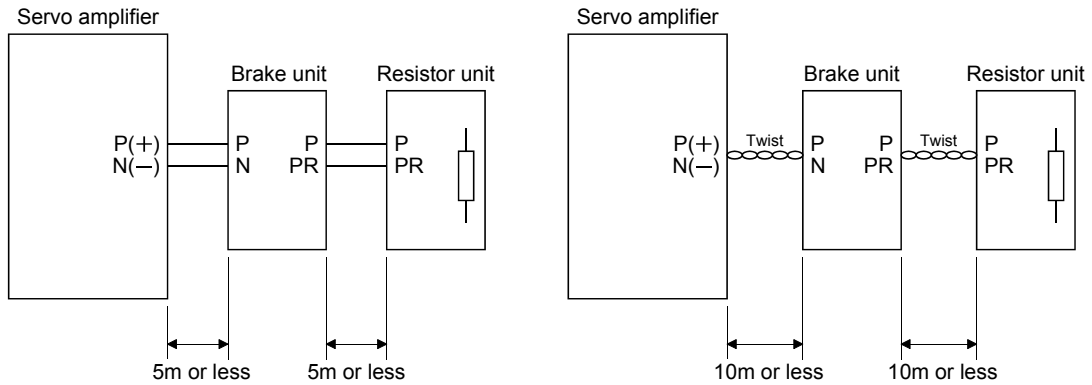 Servo amplifier
Brake unit
Resistor unit
P(+)
N(−)
P
N
P
PR
P
PR
5m or less
5m or less
Servo amplifier
Brake unit
Resistor unit
P(+)
N(−)
Twist
P
N
P
PR
Twist
P
PR
10m or less
10m or less